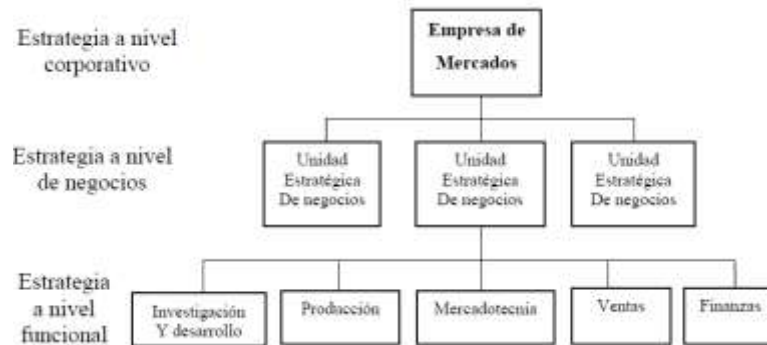 Estrategia a nivel
corporativo
Empresa de
Mercados
Estrategia a nivel
de negocios
Unidad
Estratégica
De negocios
Unidad
Estratégica
De negocios
Unidad
Estratégica
De negocios
Estrategia
a nivel
funcional
Investigación
Y desarrollo
Producción
Mercadotecnia
Ventas
Finanzas